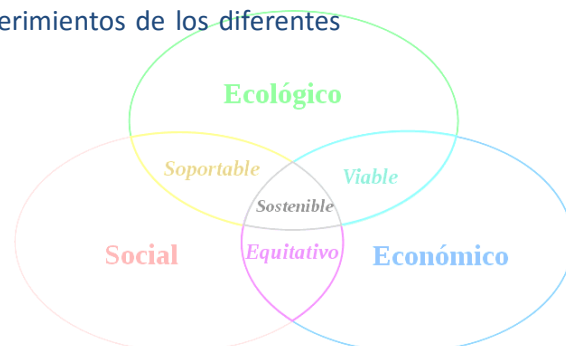 erimientos de los diferentes
Ecológico
Soportable
Viable
Sostenible
Social
Equitativo
Económico